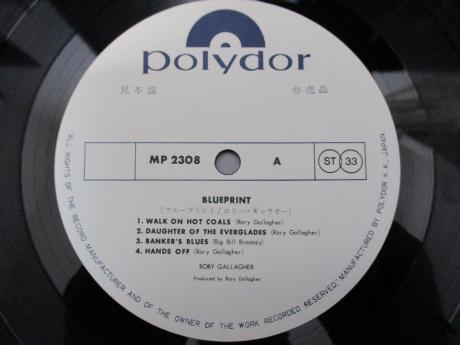 polydor
見本盤 非売品
MP 2308 A ST 33
BLUEPRINT
(ブループリント/ロリー・ギャラガー)
1. WALK ON HOT COALS (Rory Gallagher)
2. DAUGHTER OF THE EVERGLADES (Rory Gallagher)
3. BANKER'S BLUES (Big Bill Broonzy)
4. HANDS OFF (Rory Gallagher)
RORY GALLAGHER
Produced by Rory Gallagher
"ALL RIGHTS OF THE RECORD MANUFACTURER AND OF THE OWNER OF THE WORK RECORDED RESERVED" MANUFACTURED BY POLYDOR K. K., JAPAN